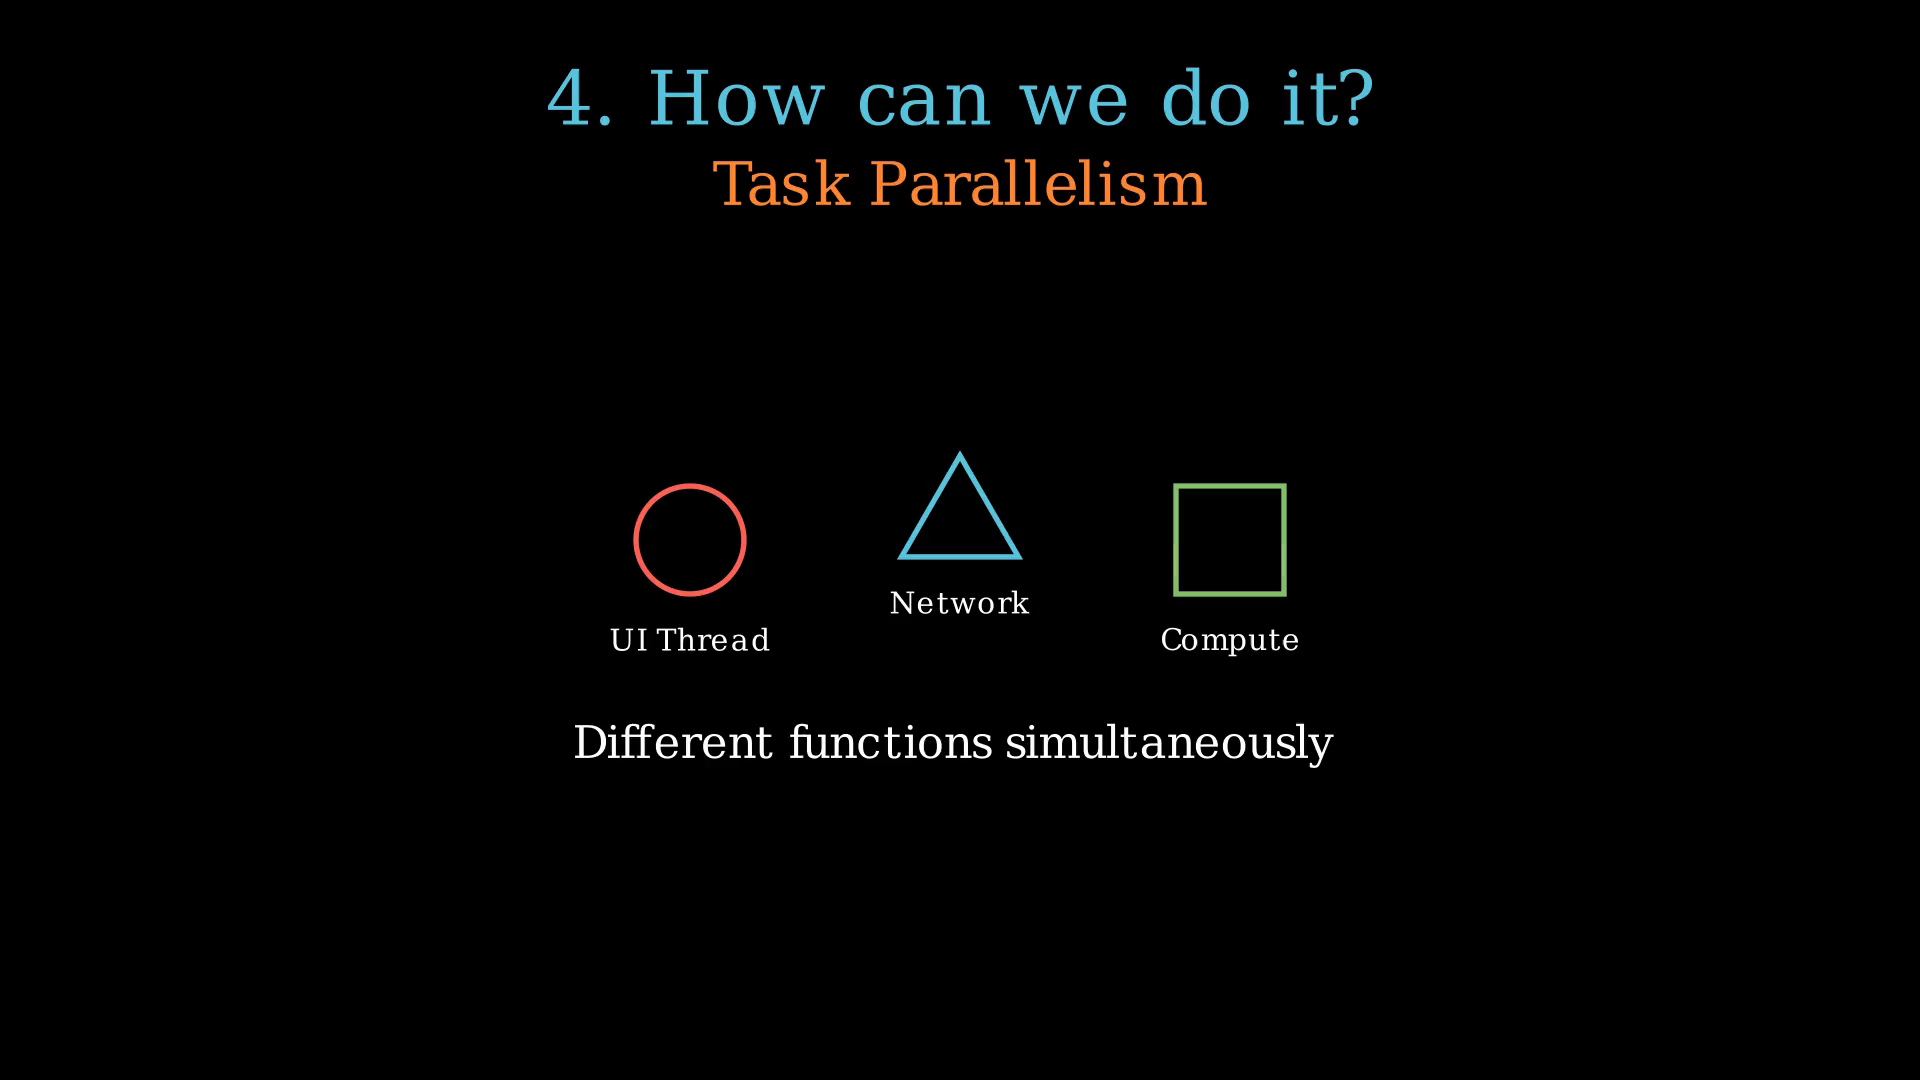 4. How can we do it?
Task Parallelism
Network
UI Thread
Compute
Different functions simultaneously